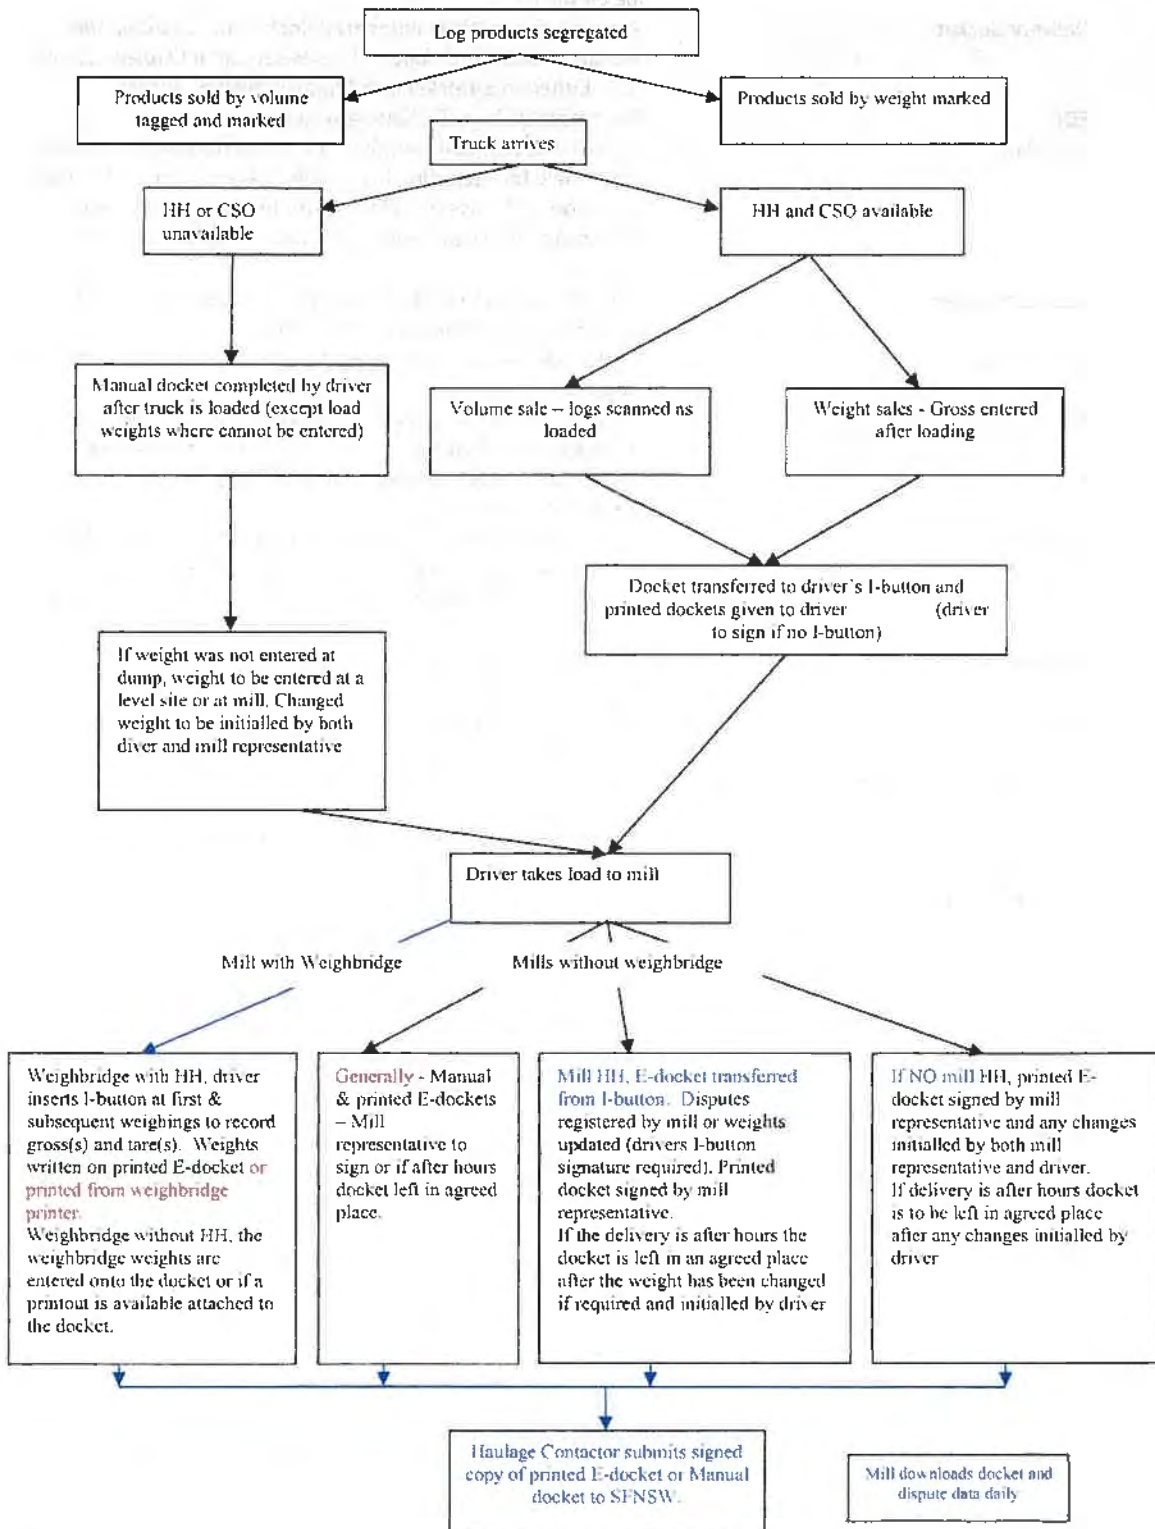 Log products segregated
Products sold by volume
tagged and marked
Products sold by weight marked
Truck arrives
HH or CSO
unavailable
HH and CSO available
Manual docket completed by driver
after truck is loaded (except load
weights where cannot be entered)
Volume sale – logs scanned as
loaded
Weight sales - Gross entered
after loading
Docket transferred to driver's I-button and
printed dockets given to driver (driver
to sign if no I-button)
If weight was not entered at
dump, weight to be entered at a
level site or at mill. Changed
weight to be initialled by both
diver and mill representative
Driver takes load to mill
Mill with Weighbridge
Mills without weighbridge
Weighbridge with HH, driver
inserts I-button at first &
subsequent weighings to record
gross(s) and tare(s). Weights
written on printed E-docket or
printed from weighbridge
printer.
Weighbridge without HH, the
weighbridge weights are
entered onto the docket or if a
printout is available attached to
the docket.
Generally - Manual
& printed E-dockets
– Mill
representative to
sign or if after hours
docket left in agreed
place.
Mill HH, E-docket transferred
from I-button. Disputes
registered by mill or weights
updated (drivers I-button
signature required). Printed
docket signed by mill
representative.
If the delivery is after hours the
docket is left in an agreed place
after the weight has been changed
if required and initialled by driver
If NO mill HH, printed E-
docket signed by mill
representative and any changes
initialled by both mill
representative and driver.
If delivery is after hours docket
is to be left in agreed place
after any changes initialled by
driver
Haulage Contactor submits signed
copy of printed E-docket or Manual
docket to SFNSW.
Mill downloads docket and
dispute data daily